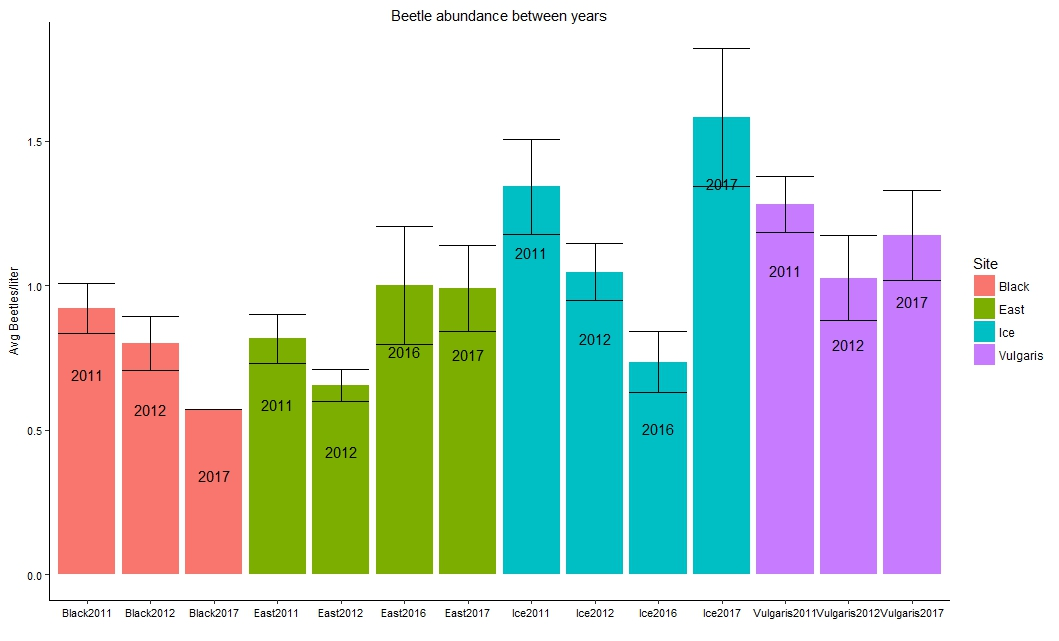 Beetle abundance between years
Avg Beetles/liter
1.5
1.0
0.5
0.0
2011
2012
2017
2011
2012
2016
2017
2011
2012
2016
2017
2011
2012
2017
Black2011
Black2012
Black2017
East2011
East2012
East2016
East2017
Ice2011
Ice2012
Ice2016
Ice2017
Vulgaris2011
Vulgaris2012
Vulgaris2017
Site
Black
East
Ice
Vulgaris